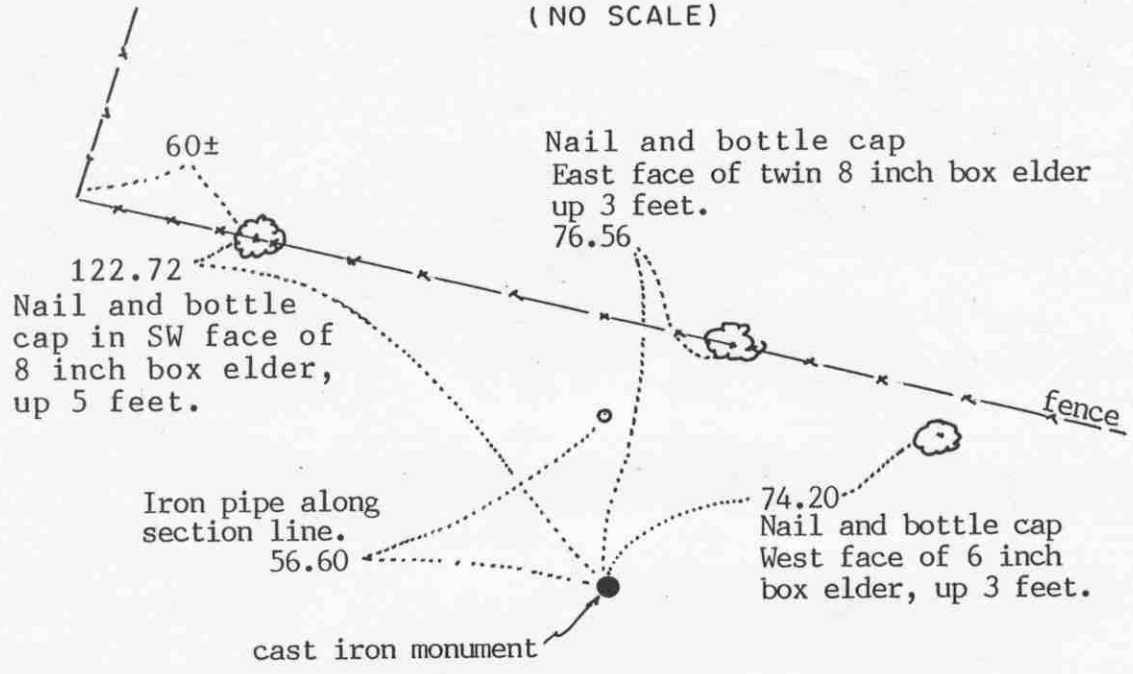 (NO SCALE)
60±
Nail and bottle cap
East face of twin 8 inch box elder
up 3 feet.
76.56
122.72
Nail and bottle
cap in SW face of
8 inch box elder,
up 5 feet.
fence
Iron pipe along
section line.
56.60
74.20
Nail and bottle cap
West face of 6 inch
box elder, up 3 feet.
cast iron monument